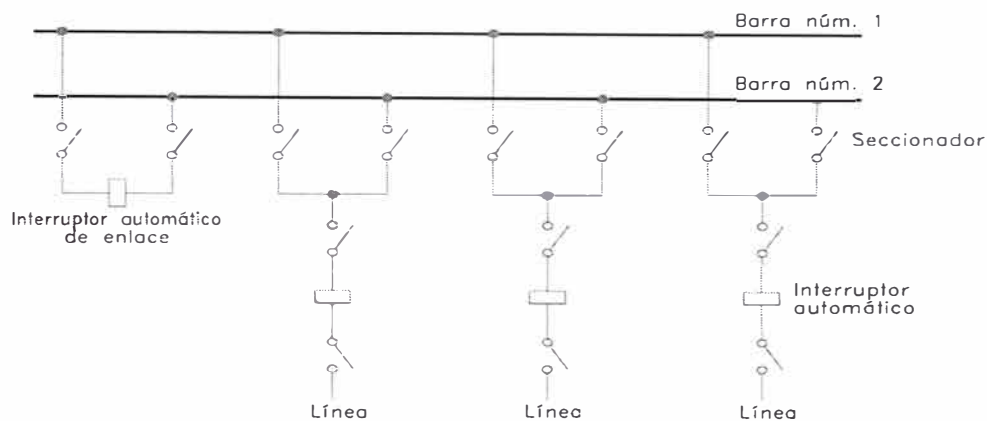 Barra núm. 1
Barra núm. 2
Seccionador
Interruptor automático
de enlace
Interruptor
automático
Línea
Línea
Línea